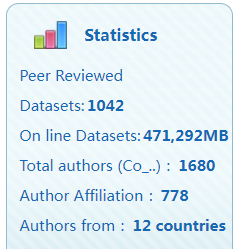 Statistics
Peer Reviewed
Datasets: 1042
On line Datasets: 471,292MB
Total authors (Co_..) : 1680
Author Affiliation : 778
Authors from : 12 countries